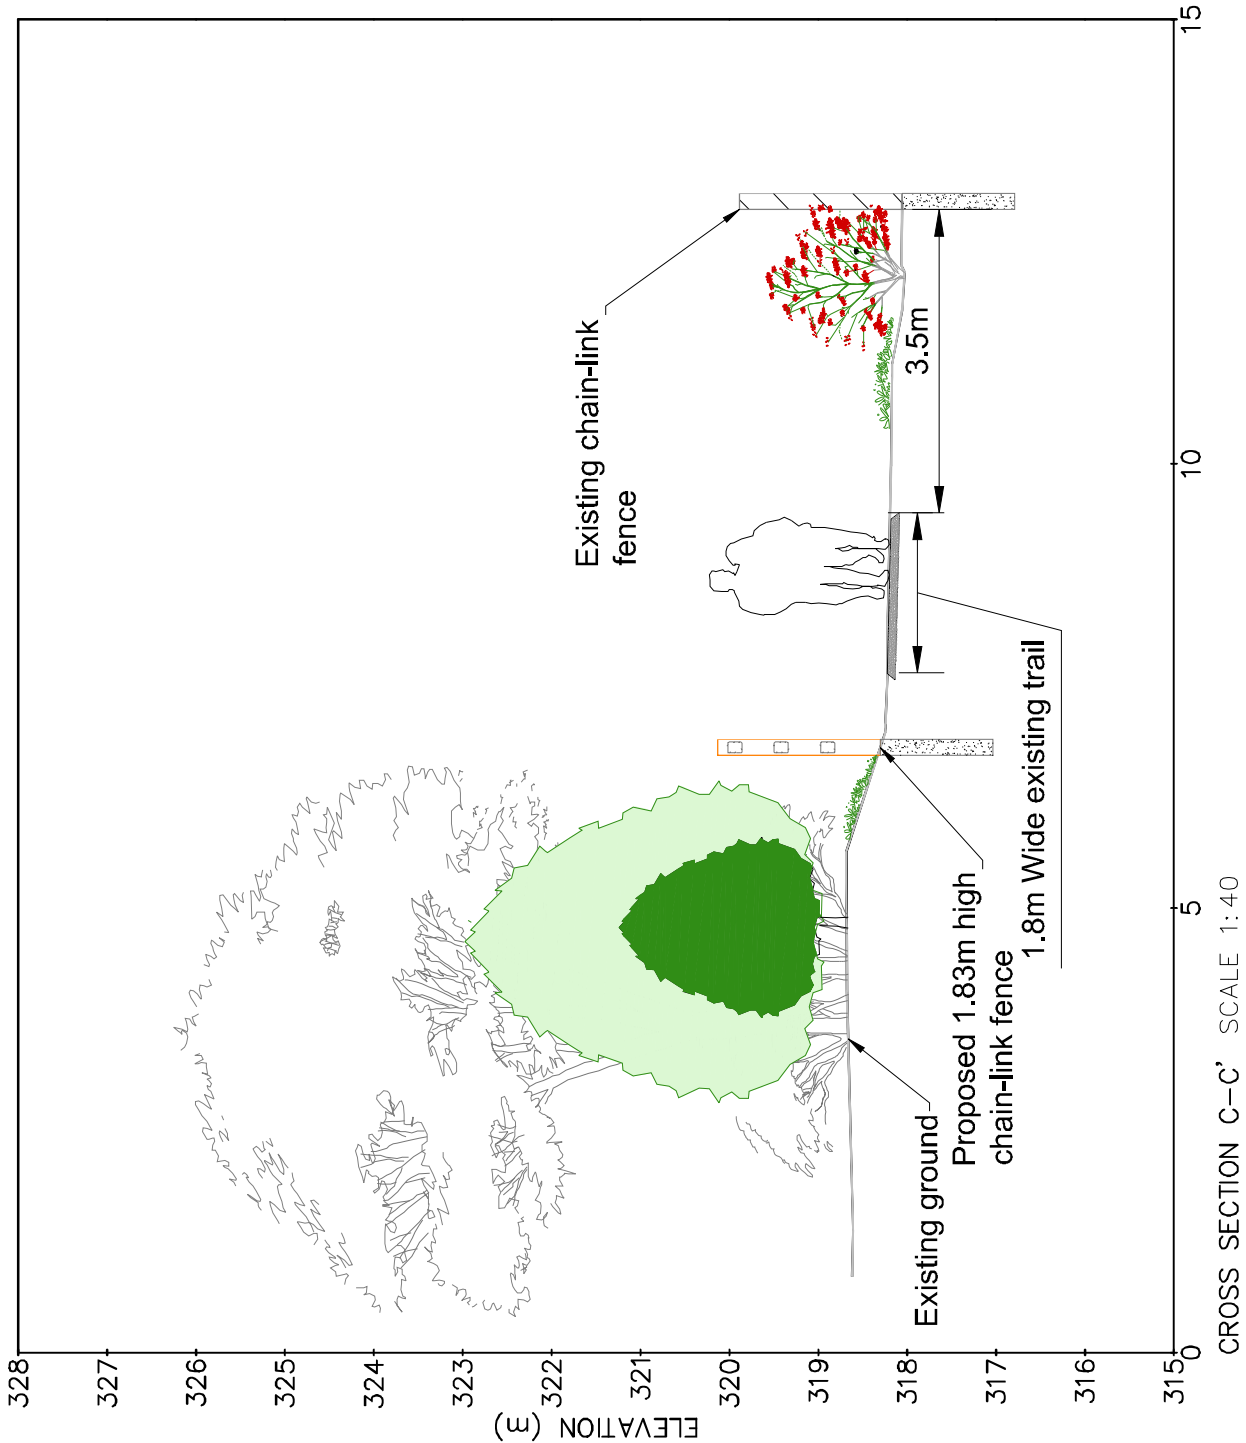 328
327
326
325
324
323
322
321
320
319
318
317
316
315
ELEVATION (m)
0
5
10
15
Existing chain-link
fence
3.5m
Existing ground
Proposed 1.83m high
chain-link fence
1.8m Wide existing trail
CROSS SECTION C-C' SCALE 1:40